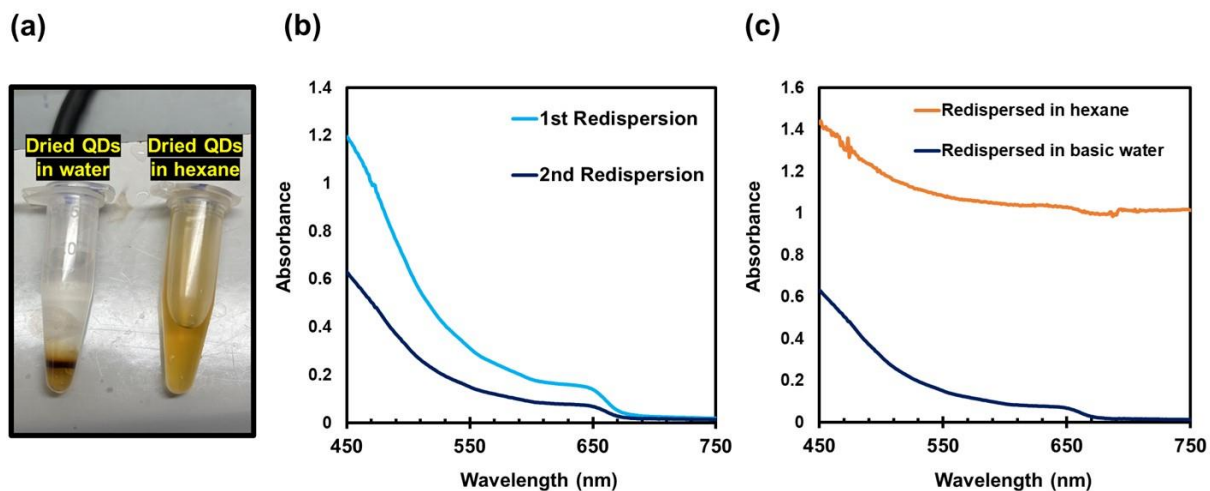 (a)
Dried QDs
in water
Dried QDs
in hexane
(b)
1.4
1.2
1
0.8
0.6
0.4
0.2
0
450
550
650
750
Absorbance
Wavelength (nm)
1st Redispersion
2nd Redispersion
(c)
1.6
1.4
1.2
1
0.8
0.6
0.4
0.2
0
450
550
650
750
Absorbance
Wavelength (nm)
Redispersed in hexane
Redispersed in basic water